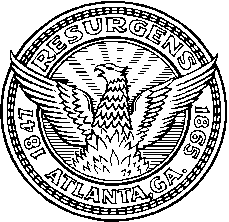 RESURGENS
1847
1865
ATLANTA, GA.